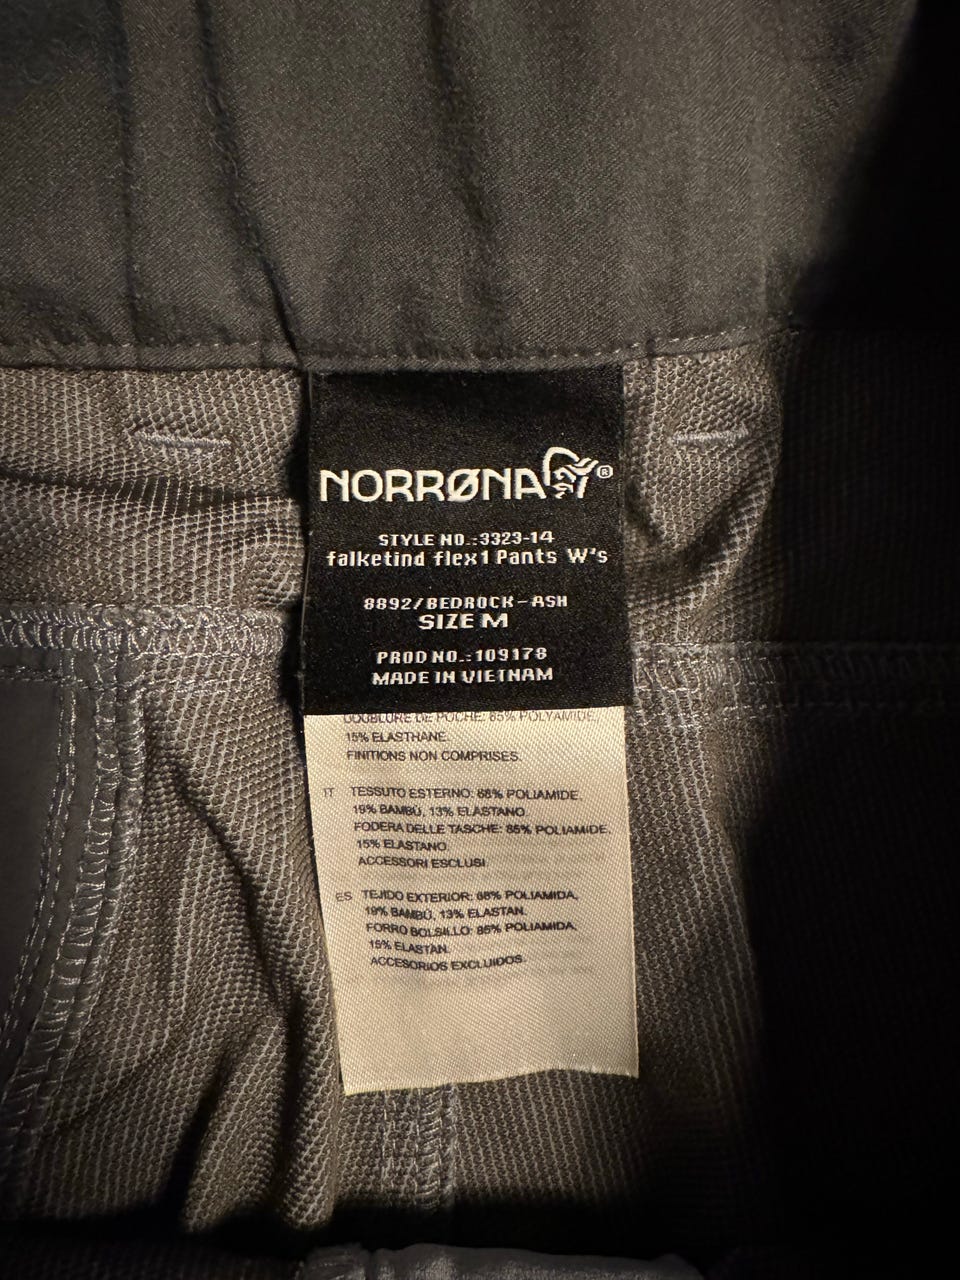 NORRØNA®
STYLE NO.:3323-14
falketind flex1 Pants W's
8892/BEDROCK-ASH
SIZE M
PROD NO.:109178
MADE IN VIETNAM
DOUBLURE DE POCHE: 85% POLYAMIDE,
15% ELASTHANE.
FINITIONS NON COMPRISES.
IT TESSUTO ESTERNO: 68% POLIAMIDE,
19% BAMBÙ, 13% ELASTANO.
FODERA DELLE TASCHE: 85% POLIAMIDE,
15% ELASTANO.
ACCESSORI ESCLUSI.
ES TEJIDO EXTERIOR: 68% POLIAMIDA,
19% BAMBÚ, 13% ELASTAN.
FORRO BOLSILLO: 85% POLIAMIDA,
15% ELASTAN.
ACCESORIOS EXCLUIDOS.